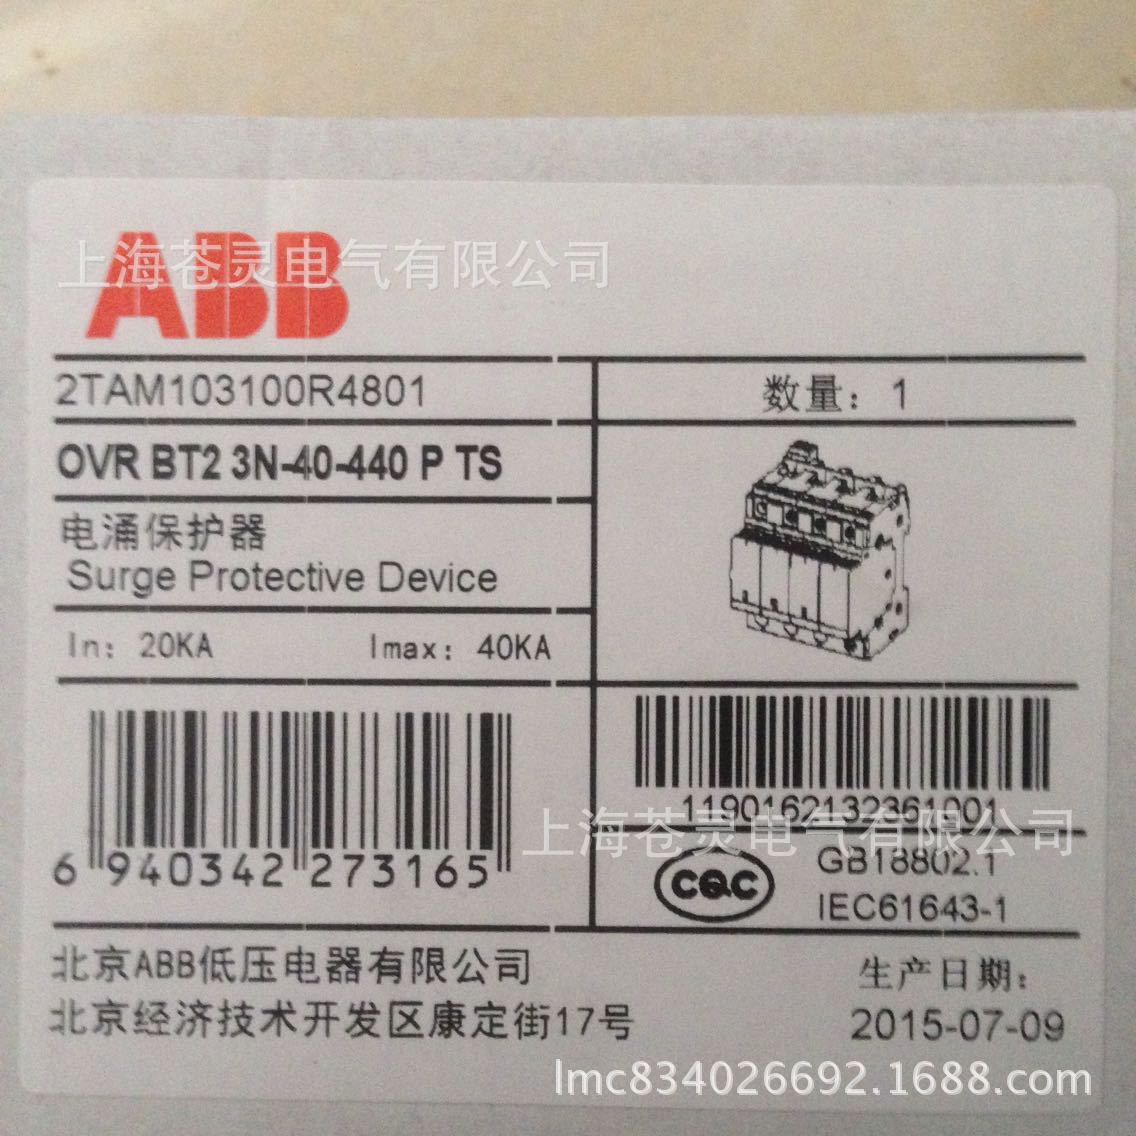 ABB
上海苍灵电气有限公司
2TAM103100R4801
数量：1
OVR BT2 3N-40-440 P TS
电涌保护器
Surge Protective Device
In：20KA
Imax：40KA
6 940342 273165
1190162132361001
上海苍灵电气有限公司
CQC
GB18802.1
IEC61643-1
北京ABB低压电器有限公司
北京经济技术开发区康定街17号
生产日期：
2015-07-09
lmc834026692.1688.com